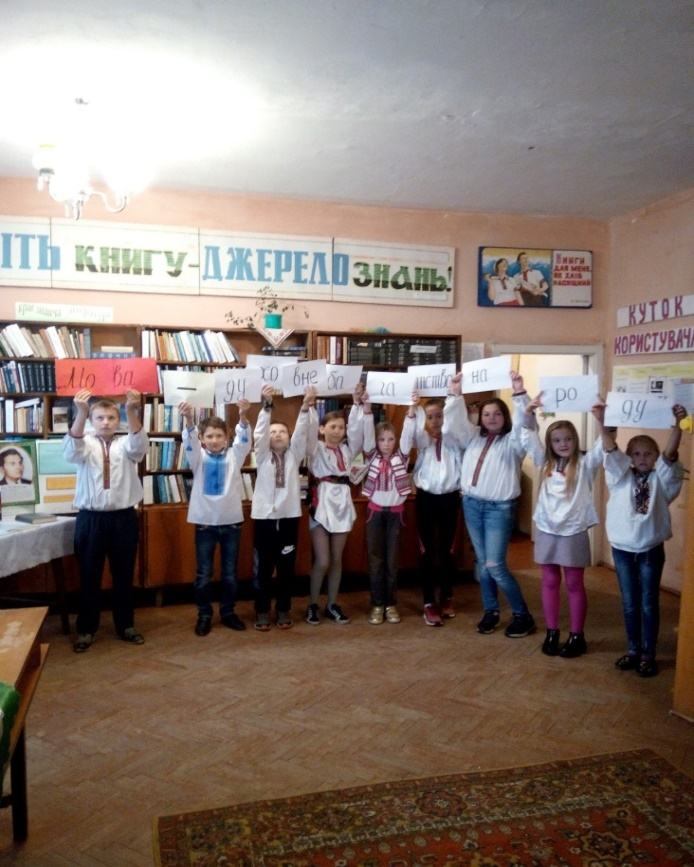 ІТЬ КНИГУ - ДЖЕРЕЛО ЗНАНЬ!
КНИГИ
ДЛЯ МЕНЕ,
ЯК ХЛІБ
НАСУЩНИЙ
КУТОК
КОРИСТУВАЧА
Мо ва - ду хо вне ба га тство на ро ду